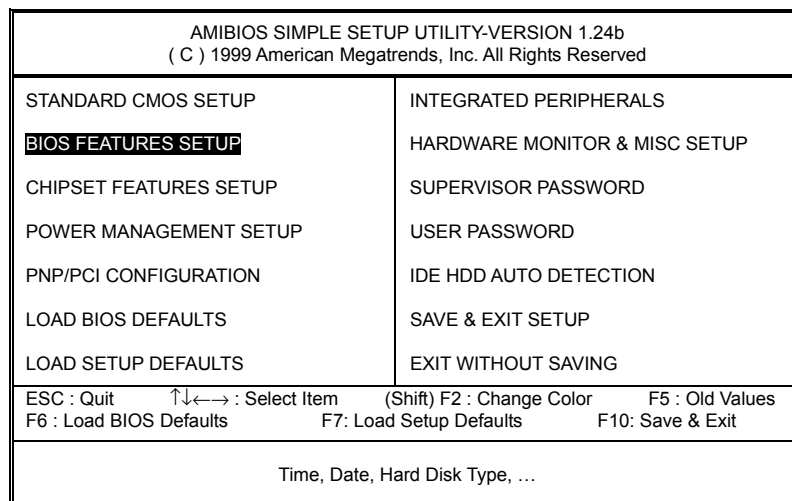 AMIBIOS SIMPLE SETUP UTILITY-VERSION 1.24b
( C ) 1999 American Megatrends, Inc. All Rights Reserved
STANDARD CMOS SETUP
INTEGRATED PERIPHERALS
BIOS FEATURES SETUP
HARDWARE MONITOR & MISC SETUP
CHIPSET FEATURES SETUP
SUPERVISOR PASSWORD
POWER MANAGEMENT SETUP
USER PASSWORD
PNP/PCI CONFIGURATION
IDE HDD AUTO DETECTION
LOAD BIOS DEFAULTS
SAVE & EXIT SETUP
LOAD SETUP DEFAULTS
EXIT WITHOUT SAVING
ESC : Quit ↑↓←→ : Select Item (Shift) F2 : Change Color F5 : Old Values
F6 : Load BIOS Defaults F7: Load Setup Defaults F10: Save & Exit
Time, Date, Hard Disk Type, …